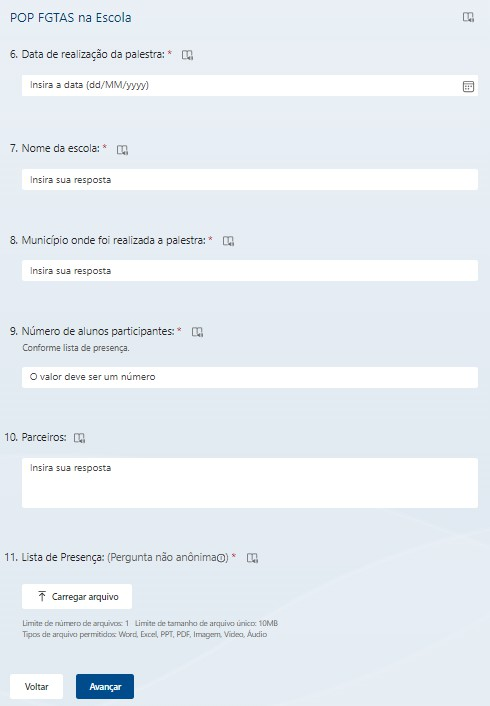 POP FGTAS na Escola
6. Data de realização da palestra: *
Insira a data (dd/MM/yyyy)
7. Nome da escola: *
Insira sua resposta
8. Município onde foi realizada a palestra: *
Insira sua resposta
9. Número de alunos participantes: *
Conforme lista de presença.
O valor deve ser um número
10. Parceiros:
Insira sua resposta
11. Lista de Presença: (Pergunta não anônima) *
Carregar arquivo
Limite de número de arquivos: 1 Limite de tamanho de arquivo único: 10MB
Tipos de arquivo permitidos: Word, Excel, PPT, PDF, Imagem, Vídeo, Áudio
Voltar Avançar